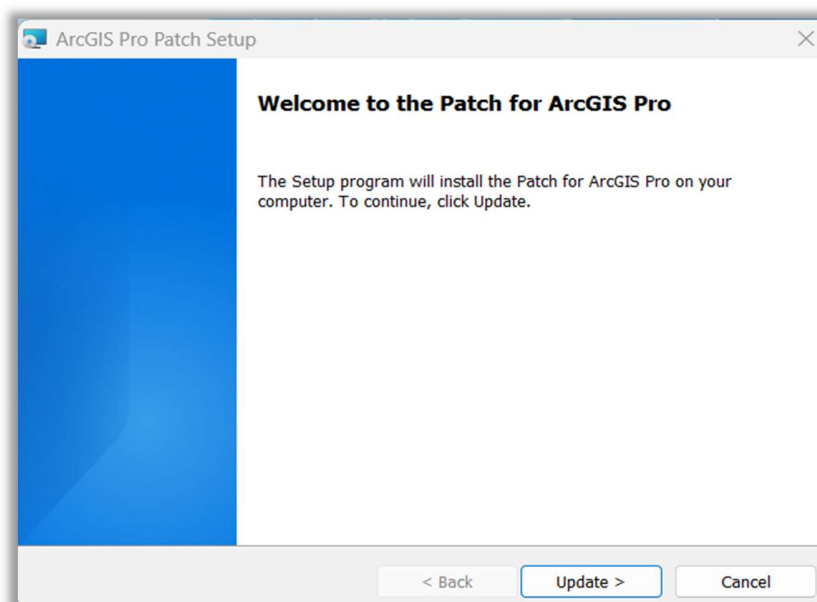 ArcGIS Pro Patch Setup
Welcome to the Patch for ArcGIS Pro
The Setup program will install the Patch for ArcGIS Pro on your
computer. To continue, click Update.
< Back
Update >
Cancel